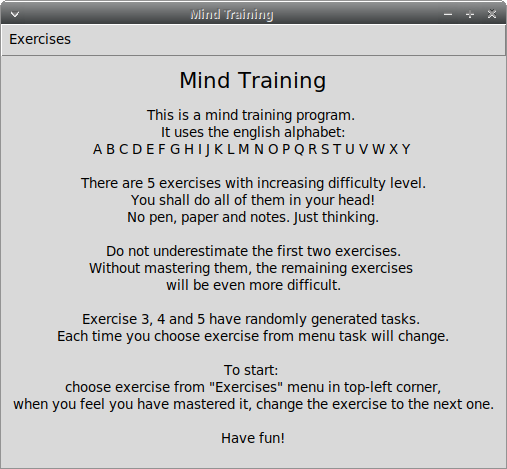 Mind Training
Exercises
Mind Training
This is a mind training program.
It uses the english alphabet:
A B C D E F G H I J K L M N O P Q R S T U V W X Y
There are 5 exercises with increasing difficulty level.
You shall do all of them in your head!
No pen, paper and notes. Just thinking.
Do not underestimate the first two exercises.
Without mastering them, the remaining exercises
will be even more difficult.
Exercise 3, 4 and 5 have randomly generated tasks.
Each time you choose exercise from menu task will change.
To start:
choose exercise from "Exercises" menu in top-left corner,
when you feel you have mastered it, change the exercise to the next one.
Have fun!